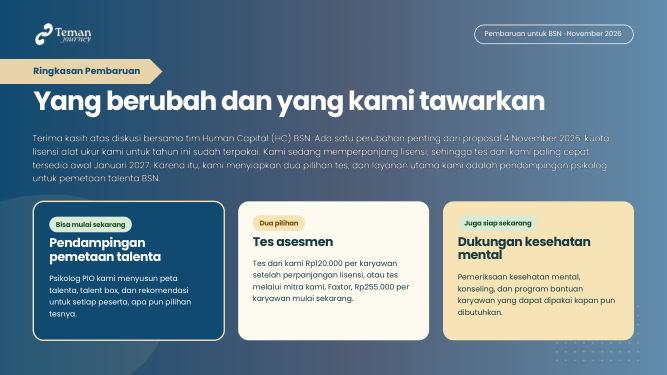 Teman
journey
Pembaruan untuk BSN · November 2026
Ringkasan Pembaruan
Yang berubah dan yang kami tawarkan
Terima kasih atas diskusi bersama tim Human Capital (HC) BSN. Ada satu perubahan penting dari proposal 4 November 2026: kuota
lisensi alat ukur kami untuk tahun ini sudah terpakai. Kami sedang memperpanjang lisensi, sehingga tes dari kami paling cepat
tersedia awal Januari 2027. Karena itu, kami menyiapkan dua pilihan tes, dan layanan utama kami adalah pendampingan psikolog
untuk pemetaan talenta BSN.
Bisa mulai sekarang
Pendampingan
pemetaan talenta
Psikolog PIO kami menyusun peta
talenta, talent box, dan rekomendasi
untuk setiap peserta, apa pun pilihan
tesnya.
Dua pilihan
Tes asesmen
Tes dari kami Rp120.000 per karyawan
setelah perpanjangan lisensi, atau tes
melalui mitra kami, Faxtor, Rp255.000 per
karyawan mulai sekarang.
Juga siap sekarang
Dukungan kesehatan
mental
Pemeriksaan kesehatan mental,
konseling, dan program bantuan
karyawan yang dapat dipakai kapan pun
dibutuhkan.